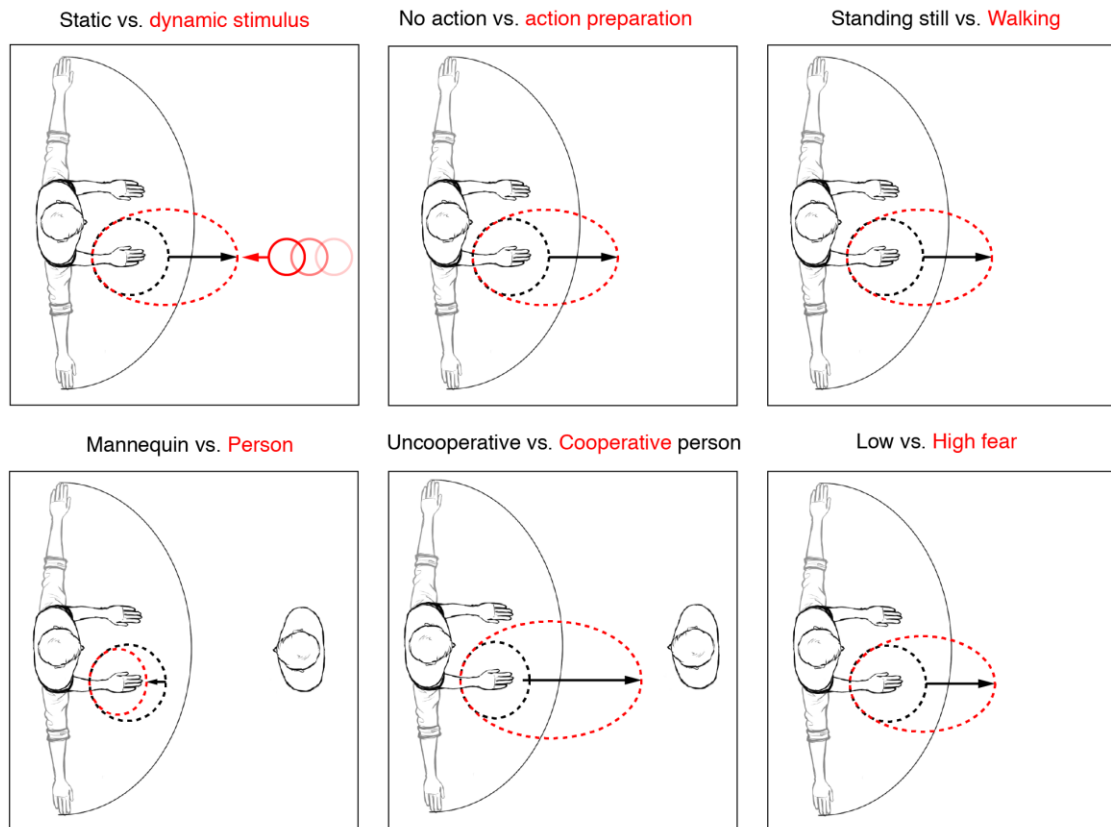 Static vs. dynamic stimulus
No action vs. action preparation
Standing still vs. Walking
Mannequin vs. Person
Uncooperative vs. Cooperative person
Low vs. High fear